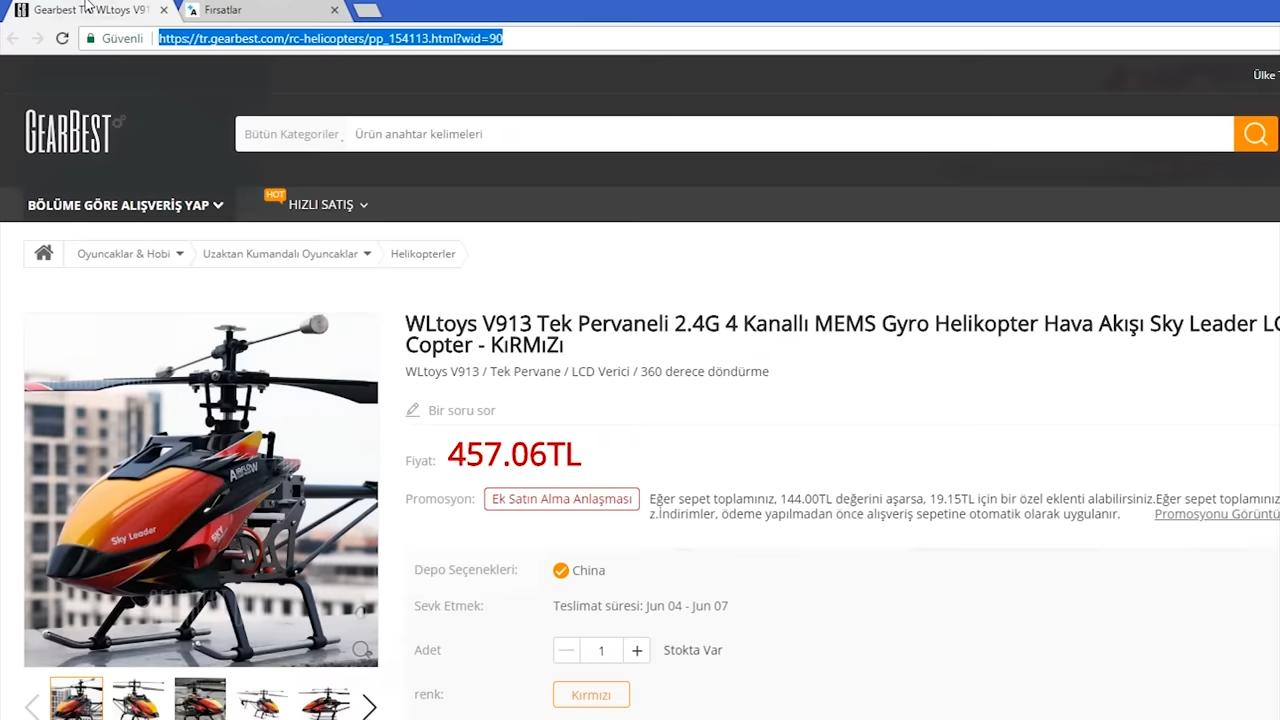 Gearbest T WLtoys V91
Fırsatlar
Güvenli
https://tr.gearbest.com/rc-helicopters/pp_154113.html?wid=90
Ülke
GEARBEST
Bütün Kategoriler
Ürün anahtar kelimeleri
BÖLÜME GÖRE ALIŞVERİŞ YAP
HOT
HIZLI SATIŞ
Oyuncaklar & Hobi
Uzaktan Kumandalı Oyuncaklar
Helikopterler
WLtoys V913 Tek Pervaneli 2.4G 4 Kanallı MEMS Gyro Helikopter Hava Akışı Sky Leader LC
Copter - KıRMıZı
WLtoys V913 / Tek Pervane / LCD Verici / 360 derece döndürme
Bir soru sor
Fiyat: 457.06TL
Promosyon: Ek Satın Alma Anlaşması Eğer sepet toplamınız, 144.00TL değerini aşarsa, 19.15TL için bir özel eklenti alabilirsiniz.Eğer sepet toplamınız
z.İndirimler, ödeme yapılmadan önce alışveriş sepetine otomatik olarak uygulanır. Promosyonu Görüntü
Depo Seçenekleri: China
Sevk Etmek: Teslimat süresi: Jun 04 - Jun 07
Adet 1 Stokta Var
renk: Kırmızı
AIRFLOW
Sky Leader
SKY